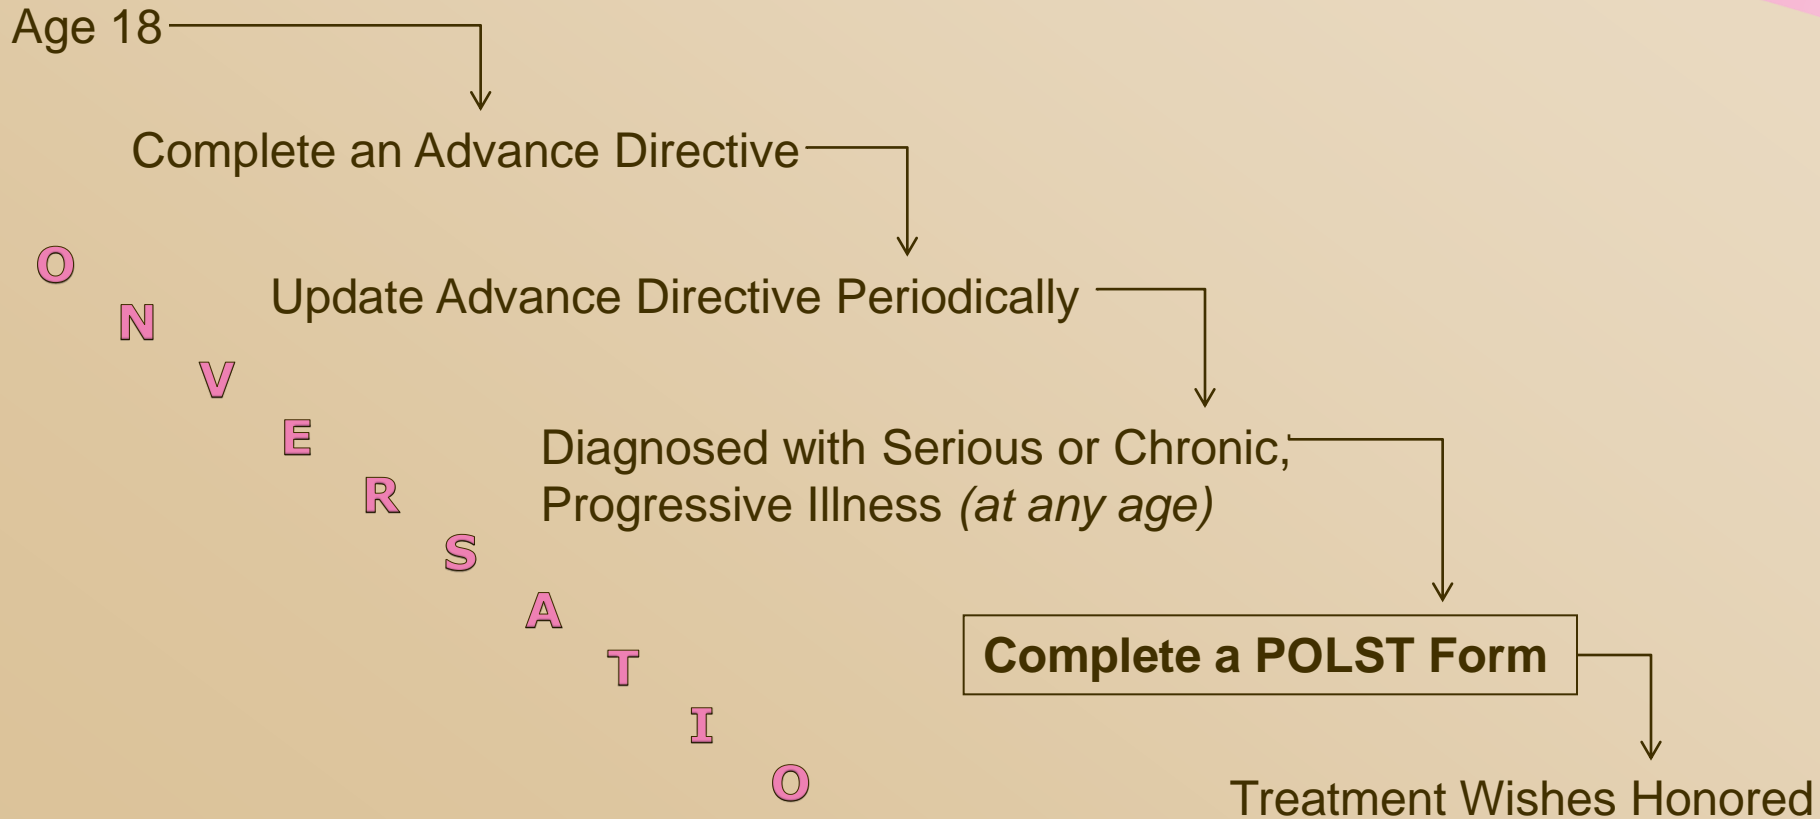 Age 18
Complete an Advance Directive
Update Advance Directive Periodically
Diagnosed with Serious or Chronic,
Progressive Illness (at any age)
Complete a POLST Form
Treatment Wishes Honored
O
N
V
E
R
S
A
T
I
O